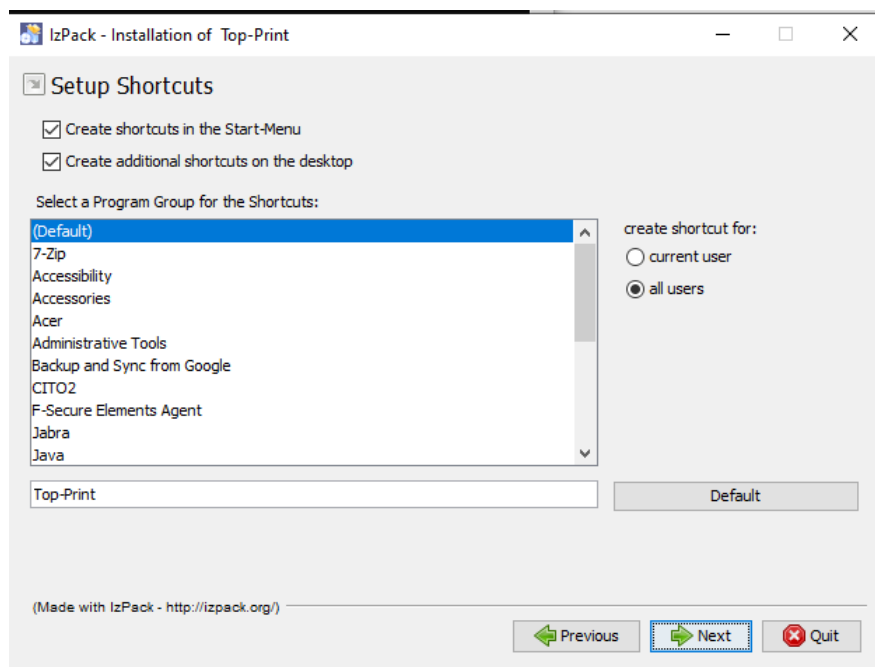 IzPack - Installation of Top-Print
Setup Shortcuts
Create shortcuts in the Start-Menu
Create additional shortcuts on the desktop
Select a Program Group for the Shortcuts:
(Default)
7-Zip
Accessibility
Accessories
Acer
Administrative Tools
Backup and Sync from Google
CITO2
F-Secure Elements Agent
Jabra
Java
create shortcut for:
current user
all users
Top-Print
Default
(Made with IzPack - http://izpack.org/)
Previous
Next
Quit